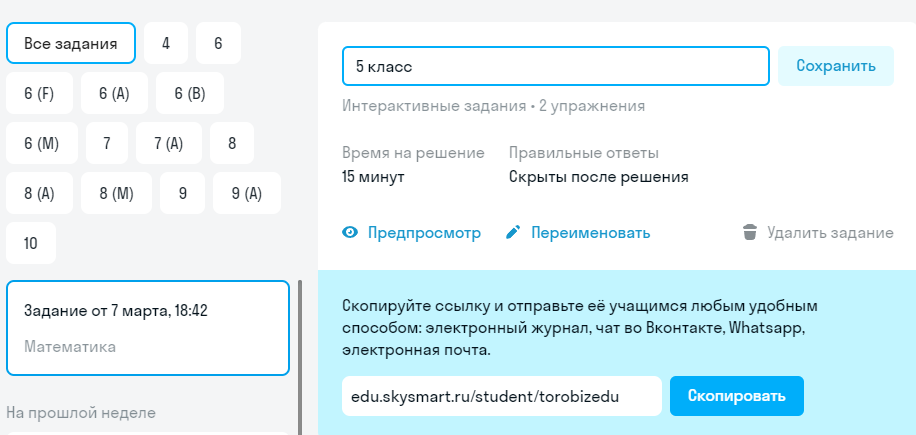 Все задания
4
6
6 (F)
6 (A)
6 (B)
6 (M)
7
7 (A)
8
8 (A)
8 (M)
9
9 (A)
10
Задание от 7 марта, 18:42
Математика
На прошлой неделе
5 класс
Сохранить
Интерактивные задания • 2 упражнения
Время на решение
15 минут
Правильные ответы
Скрыты после решения
Предпросмотр
Переименовать
Удалить задание
Скопируйте ссылку и отправьте её учащимся любым удобным
способом: электронный журнал, чат во Вконтакте, Whatsapp,
электронная почта.
edu.skysmart.ru/student/torobizedu
Скопировать